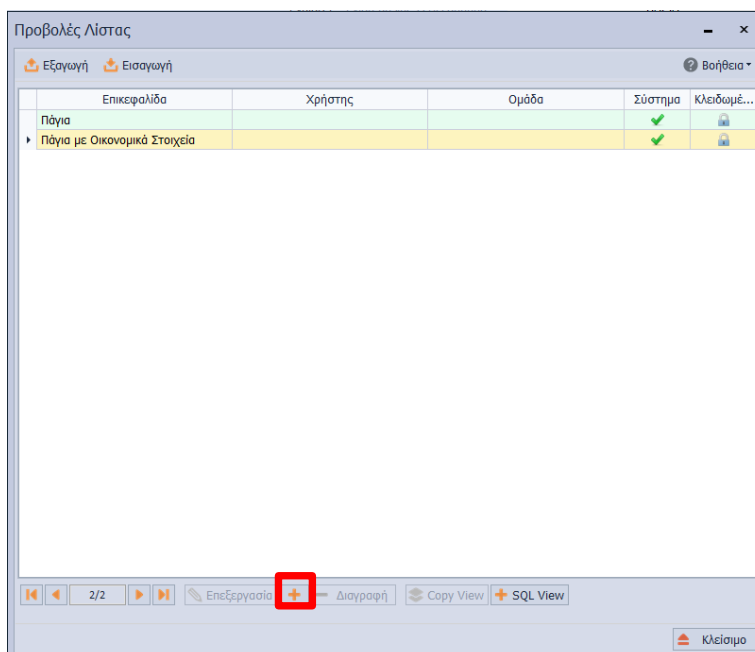 Προβολές Λίστας
Εξαγωγή Εισαγωγή Βοήθεια
Επικεφαλίδα Χρήστης Ομάδα Σύστημα Κλειδωμέ...
Πάγια
Πάγια με Οικονομικά Στοιχεία
2/2 Επεξεργασία Διαγραφή Copy View SQL View
Κλείσιμο